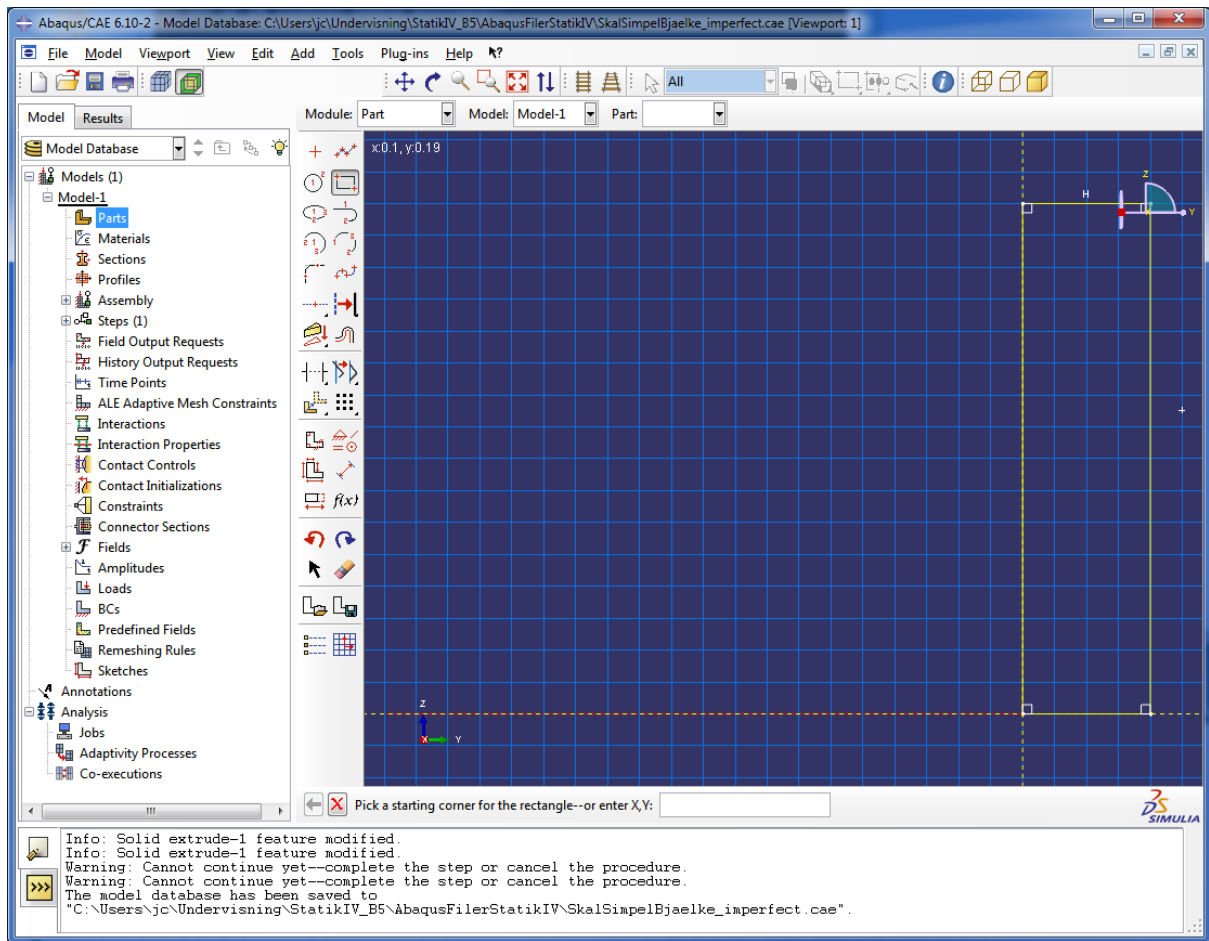 Abaqus/CAE 6.10-2 - Model Database: C:\Users\jc\Undervisning\StatikIV_B5\AbaqusFilerStatikIV\SkalSimpelBjaelke_imperfect.cae [Viewport: 1]
File Model Viewport View Edit Add Tools Plug-ins Help
All
Model Results
Module: Part Model: Model-1 Part:
Model Database
x:0.1, y:0.19
Models (1)
Model-1
Parts
Materials
Sections
Profiles
Assembly
Steps (1)
Field Output Requests
History Output Requests
Time Points
ALE Adaptive Mesh Constraints
Interactions
Interaction Properties
Contact Controls
Contact Initializations
Constraints
Connector Sections
Fields
Amplitudes
Loads
BCs
Predefined Fields
Remeshing Rules
Sketches
Annotations
Analysis
Jobs
Adaptivity Processes
Co-executions
f(x)
Z
H
X Y
Z
X Y
Pick a starting corner for the rectangle--or enter X,Y:
SIMULIA
Info: Solid extrude-1 feature modified.
Info: Solid extrude-1 feature modified.
Warning: Cannot continue yet--complete the step or cancel the procedure.
Warning: Cannot continue yet--complete the step or cancel the procedure.
The model database has been saved to
"C:\Users\jc\Undervisning\StatikIV_B5\AbaqusFilerStatikIV\SkalSimpelBjaelke_imperfect.cae".